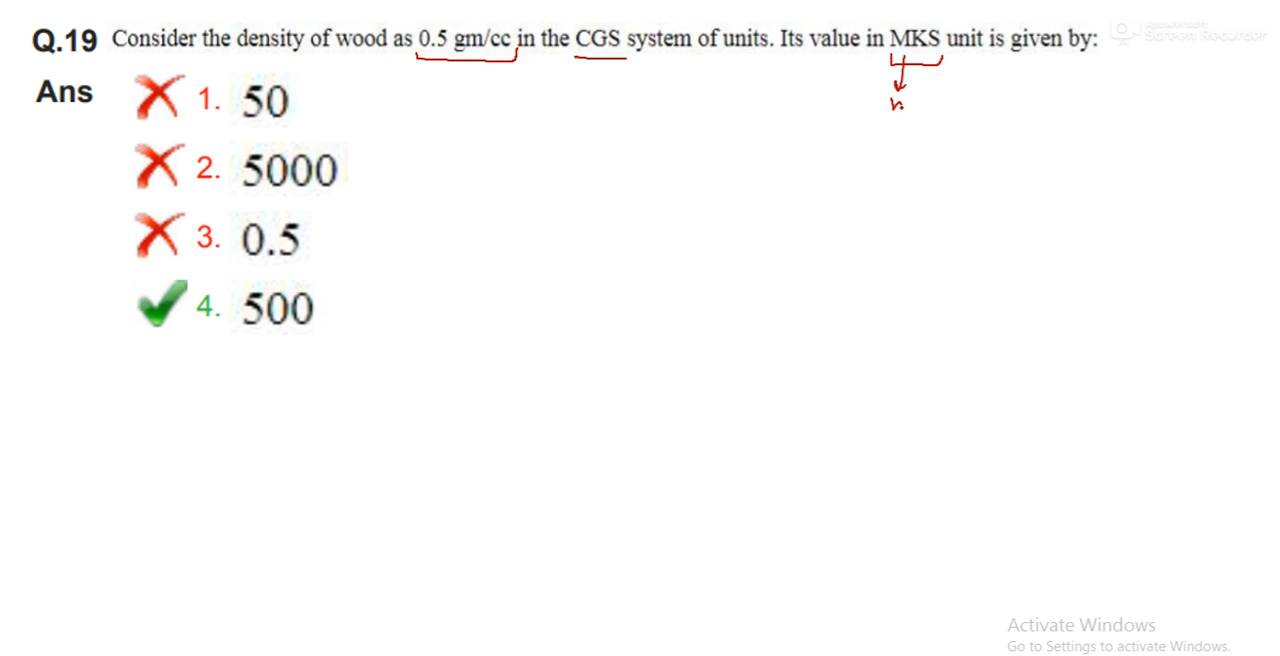 Q.19 Consider the density of wood as 0.5 gm/cc in the CGS system of units. Its value in MKS unit is given by:
Screen Recorder
Ans
1. 50
2. 5000
3. 0.5
4. 500
Activate Windows
Go to Settings to activate Windows.